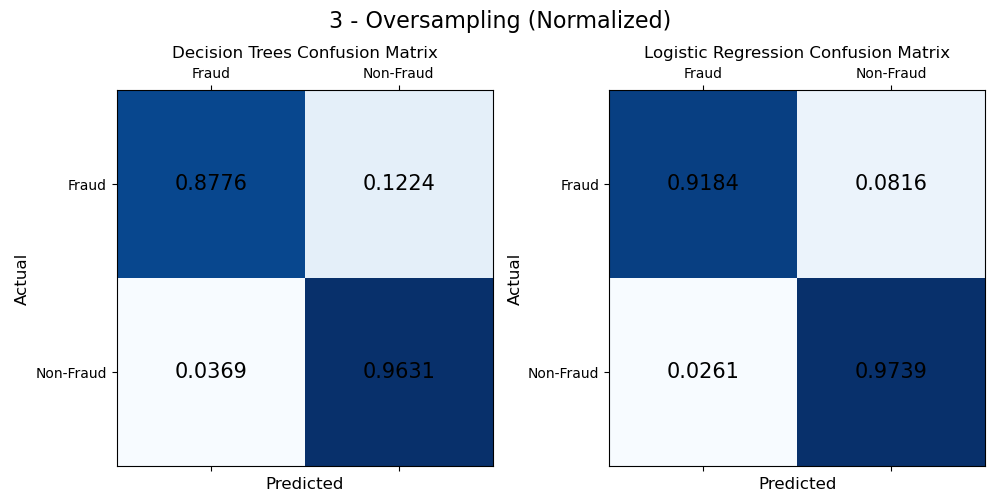 3 - Oversampling (Normalized)
Decision Trees Confusion Matrix
Fraud Non-Fraud
Fraud 0.8776 0.1224
Actual
Non-Fraud 0.0369 0.9631
Predicted
Logistic Regression Confusion Matrix
Fraud Non-Fraud
Fraud 0.9184 0.0816
Actual
Non-Fraud 0.0261 0.9739
Predicted